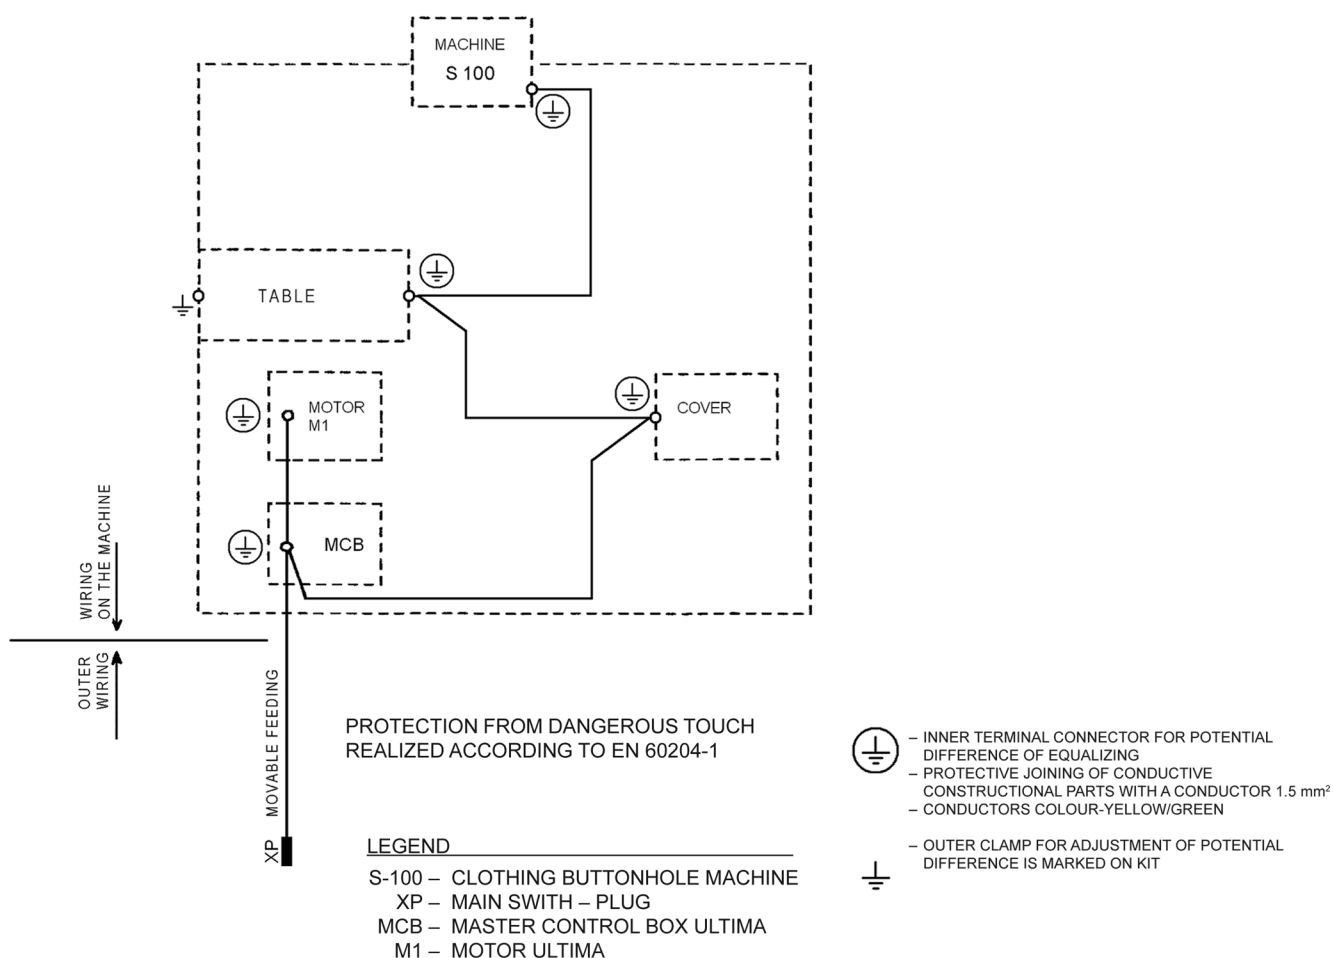 MACHINE
S 100
TABLE
MOTOR
M1
COVER
MCB
WIRING
ON THE MACHINE
OUTER
WIRING
MOVABLE FEEDING
XP
PROTECTION FROM DANGEROUS TOUCH
REALIZED ACCORDING TO EN 60204-1
LEGEND
S-100 – CLOTHING BUTTONHOLE MACHINE
XP – MAIN SWITH – PLUG
MCB – MASTER CONTROL BOX ULTIMA
M1 – MOTOR ULTIMA
– INNER TERMINAL CONNECTOR FOR POTENTIAL
DIFFERENCE OF EQUALIZING
– PROTECTIVE JOINING OF CONDUCTIVE
CONSTRUCTIONAL PARTS WITH A CONDUCTOR 1.5 mm²
– CONDUCTORS COLOUR-YELLOW/GREEN
– OUTER CLAMP FOR ADJUSTMENT OF POTENTIAL
DIFFERENCE IS MARKED ON KIT